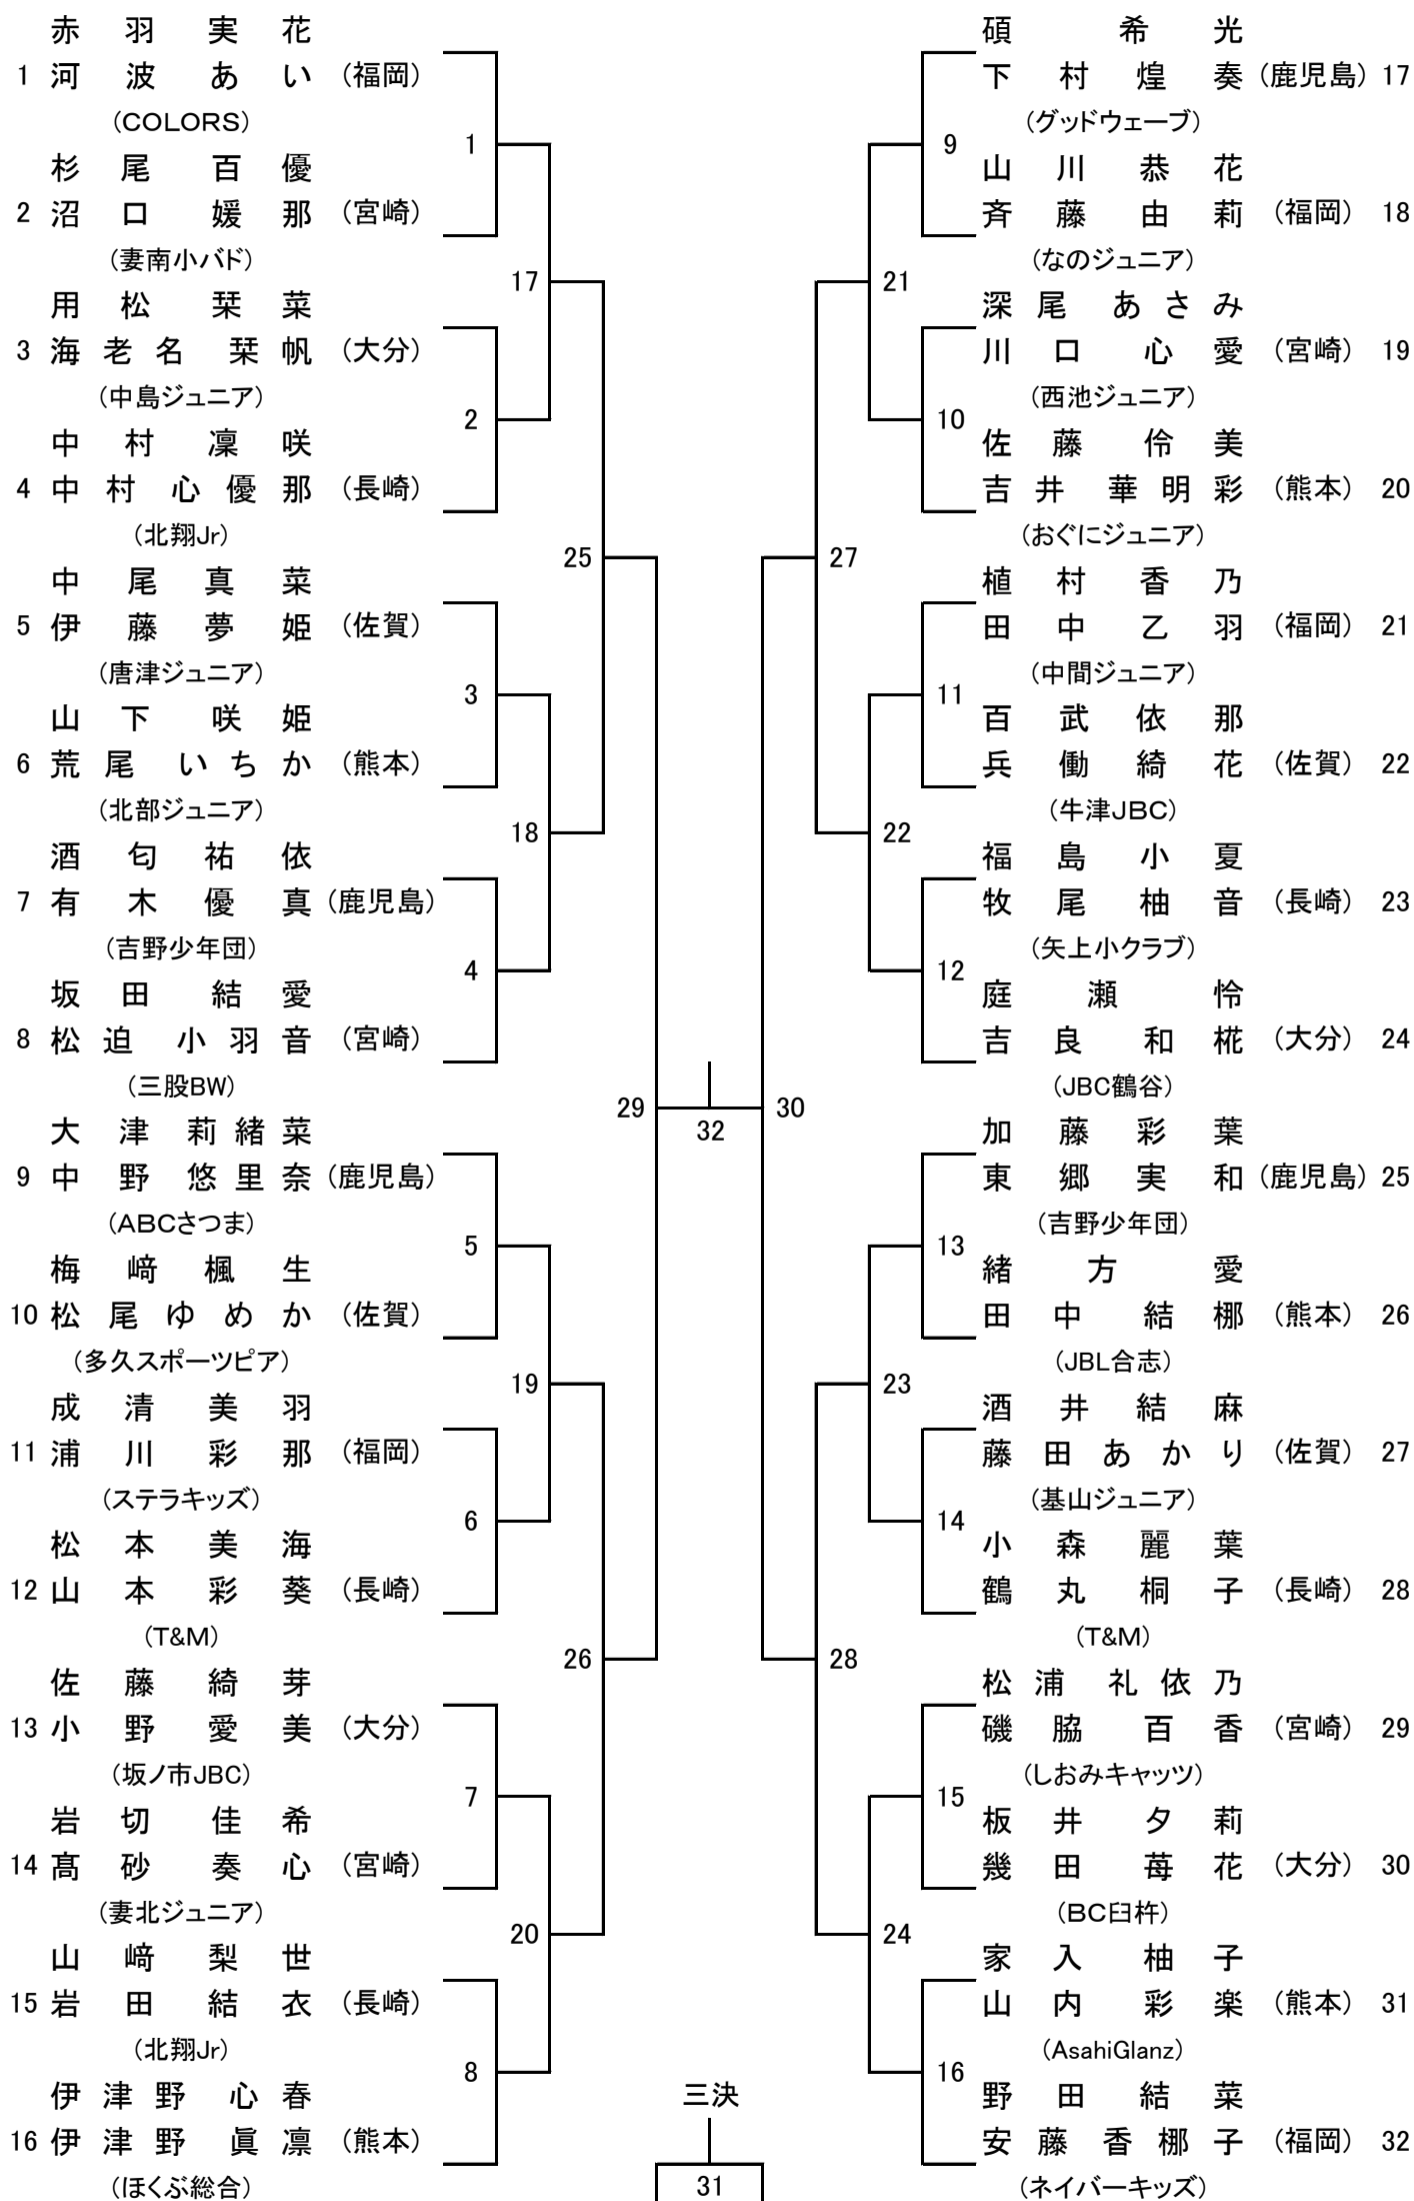 赤羽実花
1 河波あい (福岡)
(COLORS)
杉尾百優
2 沼口媛那 (宮崎)
(妻南小バド)
用松栞菜
3 海老名栞帆 (大分)
(中島ジュニア)
中村凜咲
4 中村心優那 (長崎)
(北翔Jr)
中尾真菜
5 伊藤夢姫 (佐賀)
(唐津ジュニア)
山下咲姫
6 荒尾いちか (熊本)
(北部ジュニア)
酒匂祐依
7 有木優真 (鹿児島)
(吉野少年団)
坂田結愛
8 松迫小羽音 (宮崎)
(三股BW)
大津莉緒菜
9 中野悠里奈 (鹿児島)
(ABCさつま)
梅﨑楓生
10 松尾ゆめか (佐賀)
(多久スポーツピア)
成清美羽
11 浦川彩那 (福岡)
(ステラキッズ)
松本美海
12 山本彩葵 (長崎)
(T&M)
佐藤綺芽
13 小野愛美 (大分)
(坂ノ市JBC)
岩切佳希
14 髙砂奏心 (宮崎)
(妻北ジュニア)
山﨑梨世
15 岩田結衣 (長崎)
(北翔Jr)
伊津野心春
16 伊津野眞凛 (熊本)
(ほくぶ総合)
1
2
3
4
5
6
7
8
17
18
19
20
25
26
29
32
30
三決
31
27
28
21
22
23
24
9
10
11
12
13
14
15
16
碩希光
下村煌奏 (鹿児島) 17
(グッドウェーブ)
山川恭花
斉藤由莉 (福岡) 18
(なのジュニア)
深尾あさみ
川口心愛 (宮崎) 19
(西池ジュニア)
佐藤伶美
吉井華明彩 (熊本) 20
(おぐにジュニア)
植村香乃
田中乙羽 (福岡) 21
(中間ジュニア)
百武依那
兵働綺花 (佐賀) 22
(牛津JBC)
福島小夏
牧尾柚音 (長崎) 23
(矢上小クラブ)
庭瀬怜
吉良和椛 (大分) 24
(JBC鶴谷)
加藤彩葉
東郷実和 (鹿児島) 25
(吉野少年団)
緒方愛
田中結梛 (熊本) 26
(JBL合志)
酒井結麻
藤田あかり (佐賀) 27
(基山ジュニア)
小森麗葉
鶴丸桐子 (長崎) 28
(T&M)
松浦礼依乃
磯脇百香 (宮崎) 29
(しおみキャッツ)
板井夕莉
幾田苺花 (大分) 30
(BC臼杵)
家入柚子
山内彩楽 (熊本) 31
(AsahiGlanz)
野田結菜
安藤香梛子 (福岡) 32
(ネイバーキッズ)